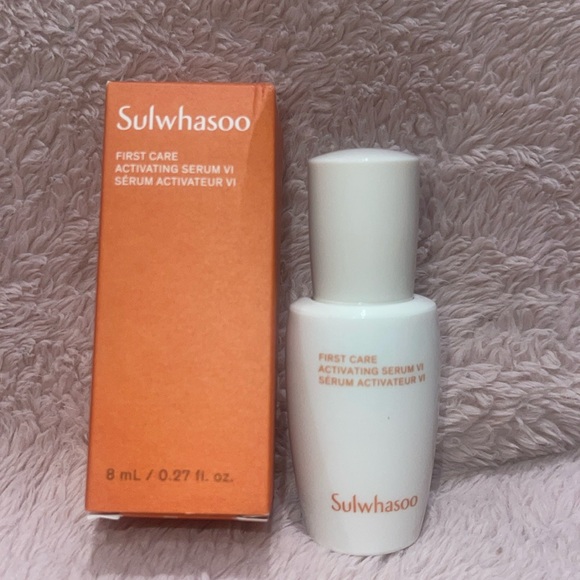 Sulwhasoo
FIRST CARE
ACTIVATING SERUM VI
SÉRUM ACTIVATEUR VI
8 mL / 0.27 fl. oz.
FIRST CARE
ACTIVATING SERUM VI
SÉRUM ACTIVATEUR VI
Sulwhasoo